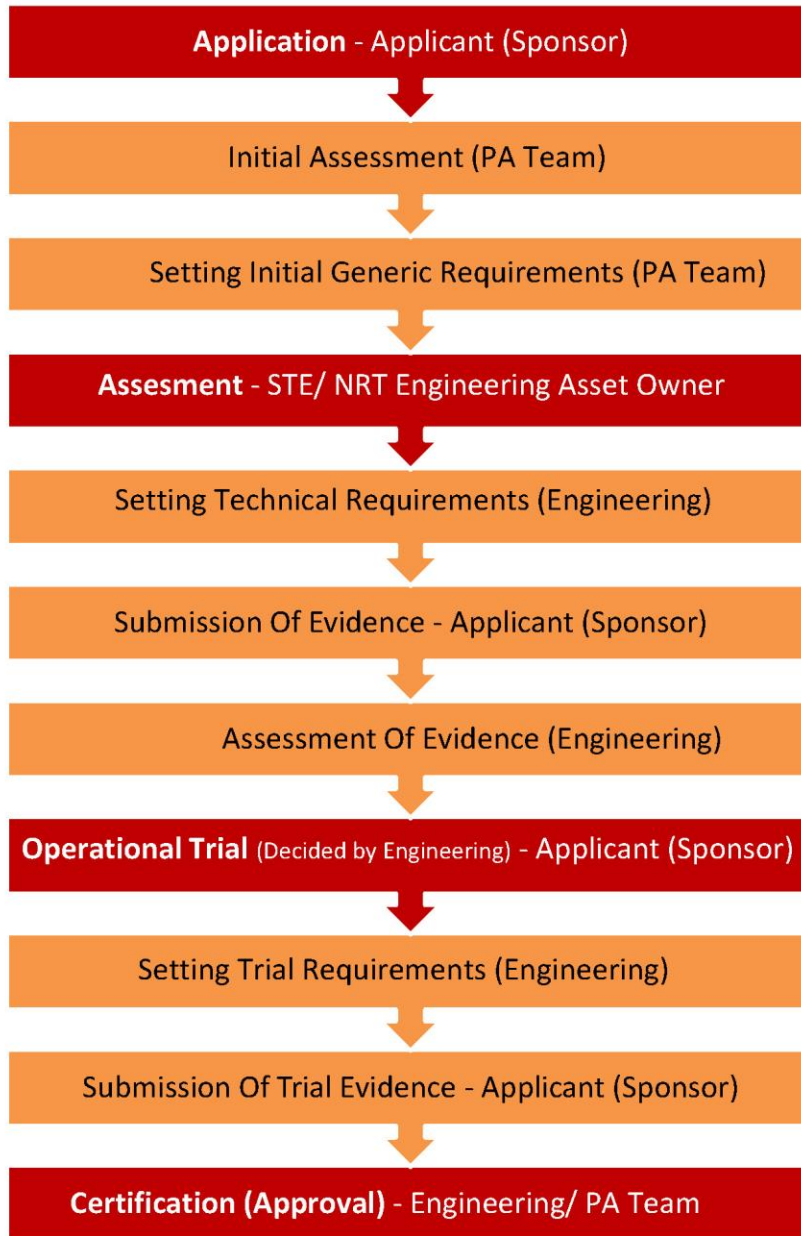 Application - Applicant (Sponsor)
Initial Assessment (PA Team)
Setting Initial Generic Requirements (PA Team)
Assesment - STE/ NRT Engineering Asset Owner
Setting Technical Requirements (Engineering)
Submission Of Evidence - Applicant (Sponsor)
Assessment Of Evidence (Engineering)
Operational Trial (Decided by Engineering) - Applicant (Sponsor)
Setting Trial Requirements (Engineering)
Submission Of Trial Evidence - Applicant (Sponsor)
Certification (Approval) - Engineering/ PA Team